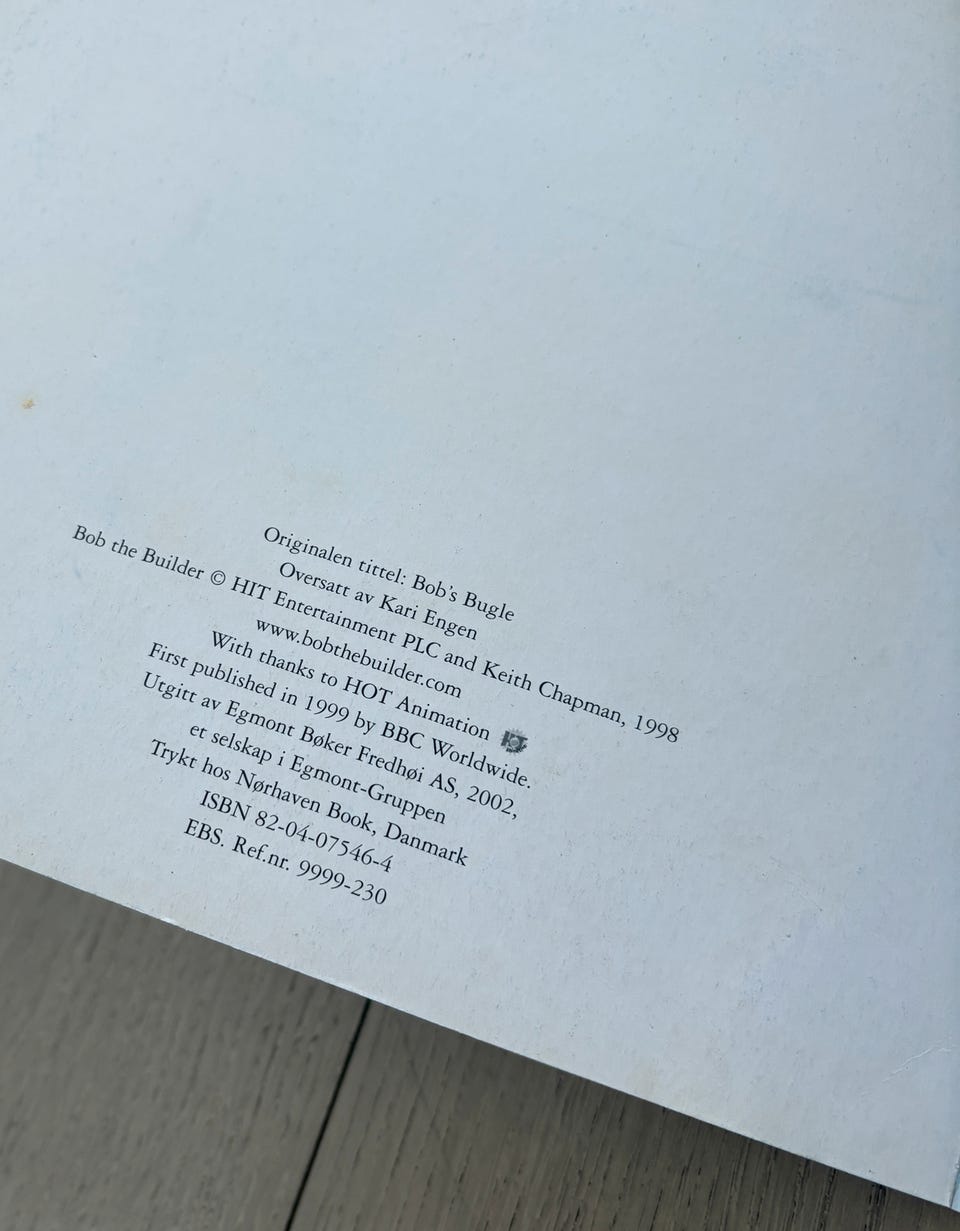 Originalen tittel: Bob's Bugle
Oversatt av Kari Engen
Bob the Builder © HIT Entertainment PLC and Keith Chapman, 1998
www.bobthebuilder.com
With thanks to HOT Animation
First published in 1999 by BBC Worldwide.
Utgitt av Egmont Bøker Fredhøi AS, 2002,
et selskap i Egmont-Gruppen
Trykt hos Nørhaven Book, Danmark
ISBN 82-04-07546-4
EBS. Ref.nr. 9999-230